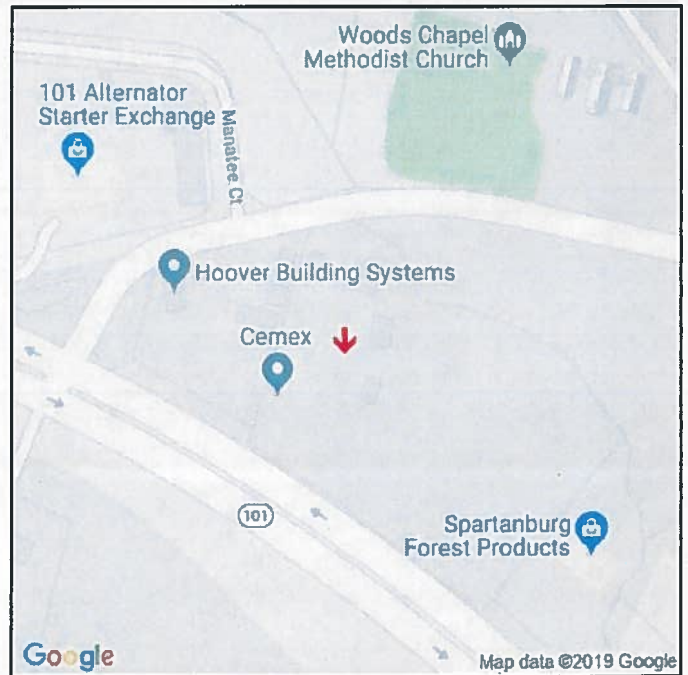 Woods Chapel
Methodist Church
101 Alternator
Starter Exchange
Manatee Ct
Hoover Building Systems
Cemex
101
Spartanburg
Forest Products
Google
Map data ©2019 Google